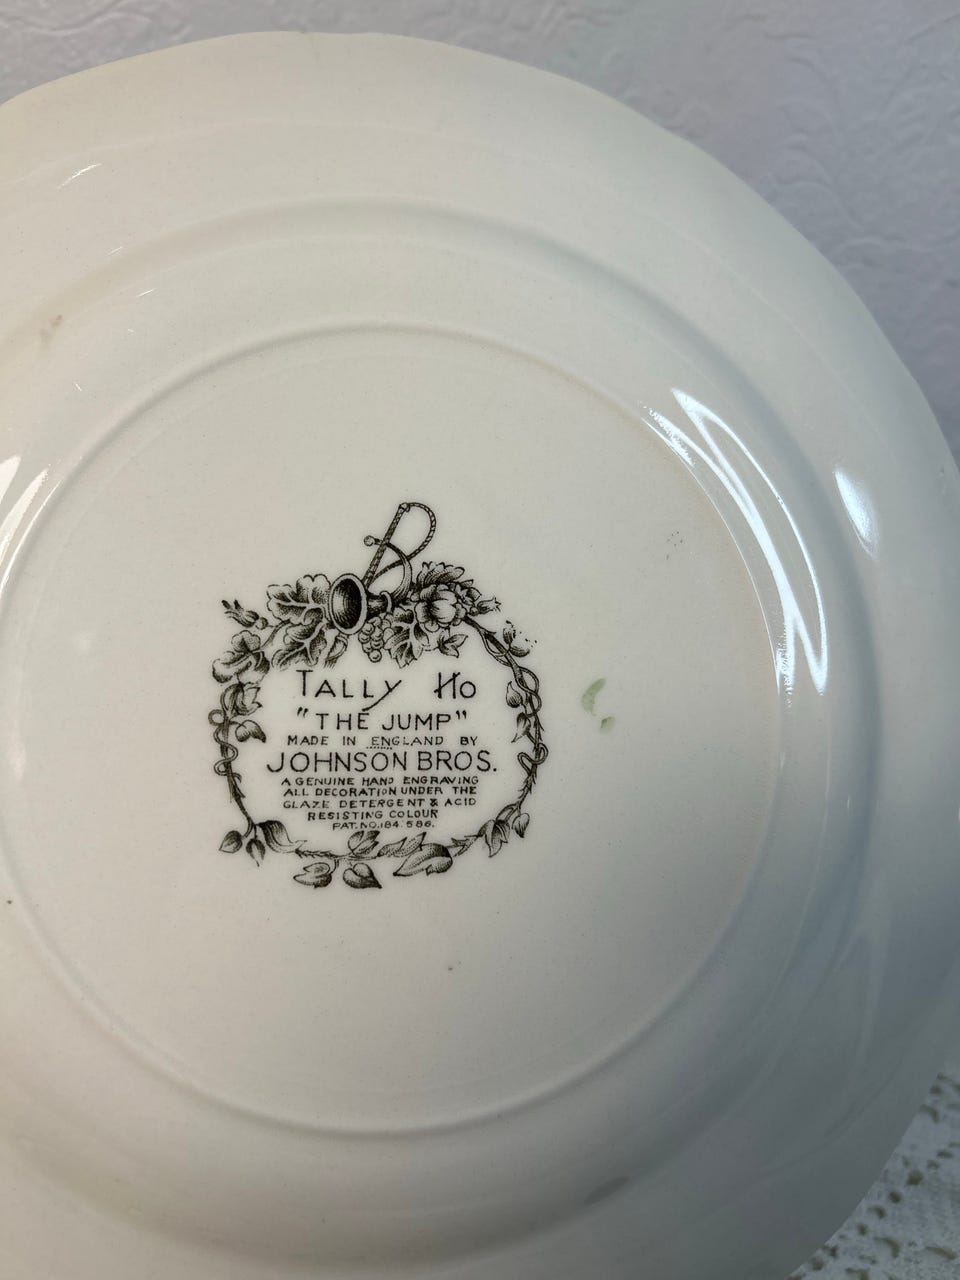 TALLY HO
"THE JUMP"
MADE IN ENGLAND BY
JOHNSON BROS.
A GENUINE HAND ENGRAVING
ALL DECORATION UNDER THE
GLAZE DETERGENT & ACID
RESISTING COLOUR
PAT. NO. 184.586.